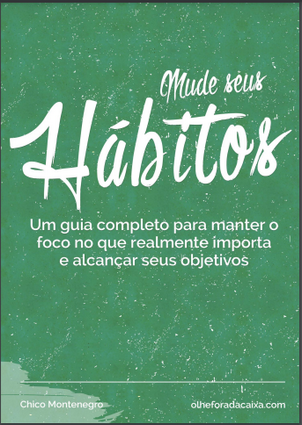 Mude seus
Hábitos
Um guia completo para manter o
foco no que realmente importa
e alcançar seus objetivos
Chico Montenegro
olheforadacaixa.com